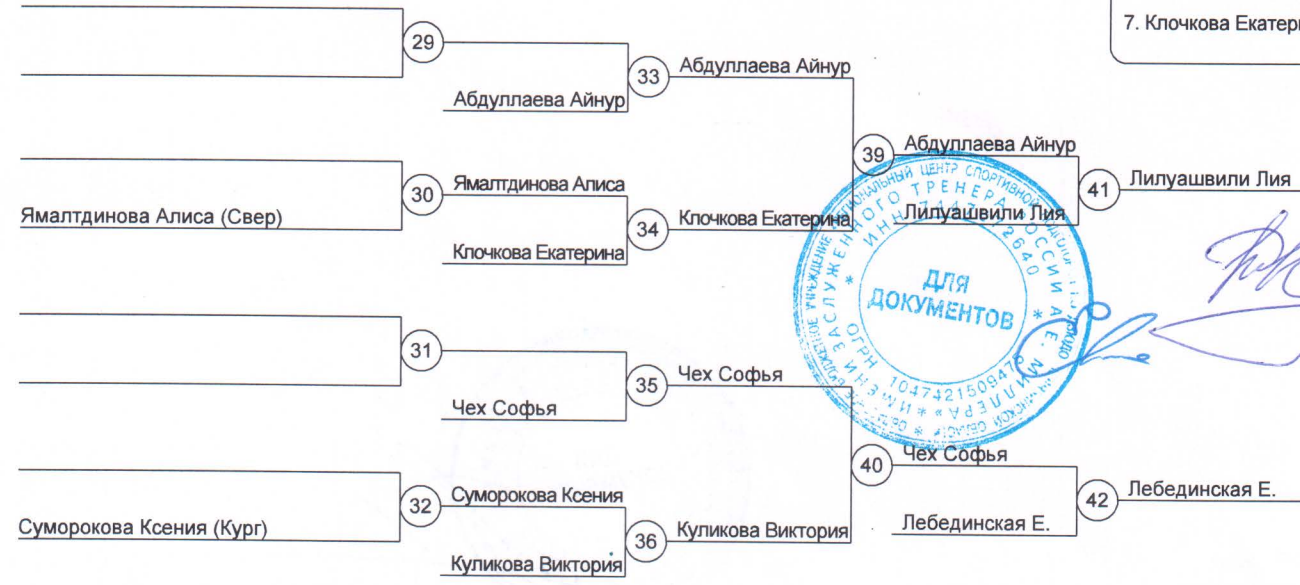 7. Клочкова Екатер
29
Абдуллаева Айнур
33
Абдуллаева Айнур
39
Абдуллаева Айнур
Ямалтдинова Алиса (Свер)
30
Ямалтдинова Алиса
Клочкова Екатерина
34
Клочкова Екатерина
Лилуашвили Лия
41
Лилуашвили Лия
ДЛЯ
ДОКУМЕНТОВ
31
Чех Софья
35
Чех Софья
40
Чех Софья
Суморокова Ксения (Кург)
32
Суморокова Ксения
Куликова Виктория
36
Куликова Виктория
Лебединская Е.
42
Лебединская Е.